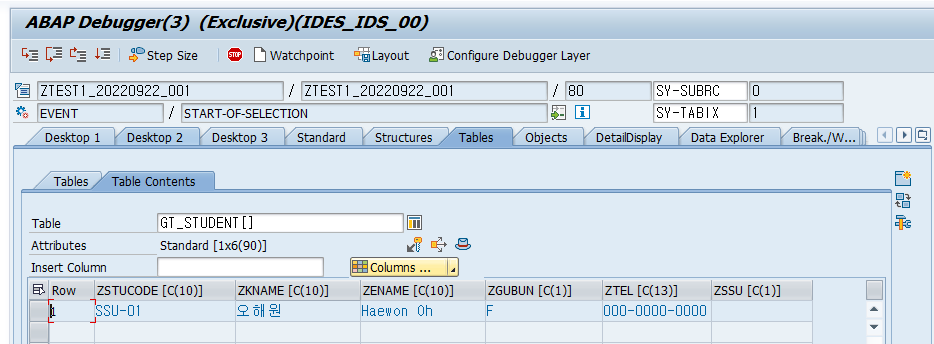 ABAP Debugger(3) (Exclusive)(IDES_IDS_00)
Step Size STOP Watchpoint Layout Configure Debugger Layer
ZTEST1_20220922_001 / ZTEST1_20220922_001 / 80 SY-SUBRC 0
EVENT / START-OF-SELECTION SY-TABIX 1
Desktop 1 Desktop 2 Desktop 3 Standard Structures Tables Objects DetailDisplay Data Explorer Break./W...
Tables Table Contents
Table GT_STUDENT[]
Attributes Standard [1x6(90)]
Insert Column Columns ...
Row ZSTUCODE [C(10)] ZKNAME [C(10)] ZENAME [C(10)] ZGUBUN [C(1)] ZTEL [C(13)] ZSSU [C(1)]
1 SSU-01 오해원 Haewon Oh F 000-0000-0000